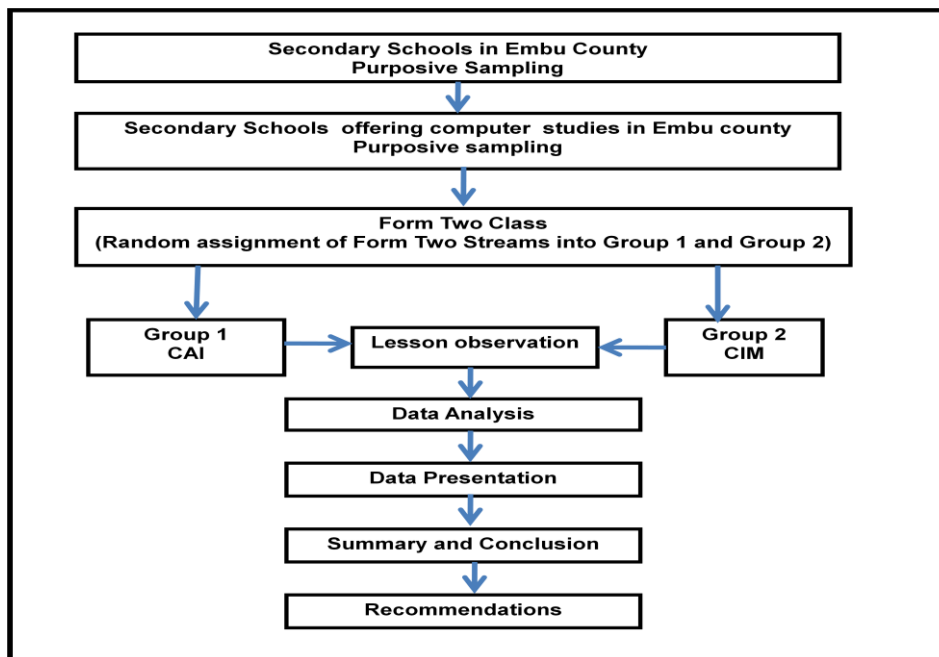 Secondary Schools in Embu County
Purposive Sampling
Secondary Schools offering computer studies in Embu county
Purposive sampling
Form Two Class
(Random assignment of Form Two Streams into Group 1 and Group 2)
Group 1
CAI
Lesson observation
Group 2
CIM
Data Analysis
Data Presentation
Summary and Conclusion
Recommendations